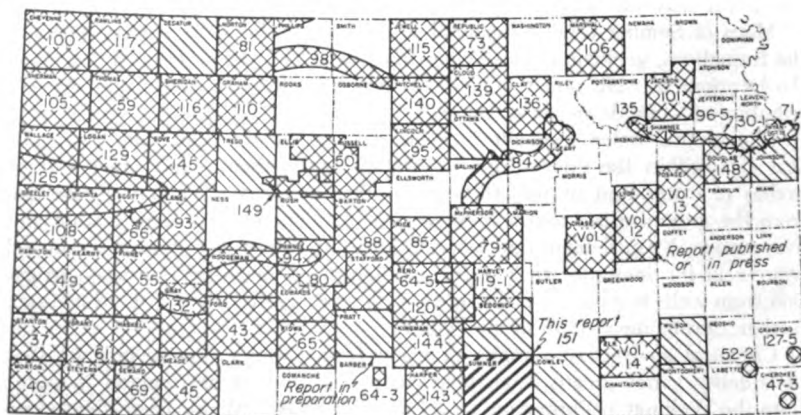 CHEYENNE RAWLINS DECATUR NORTON PHILLIPS SMITH JEWELL REPUBLIC WASHINGTON MARSHALL NEMAHA BROWN
DONIPHAN
100 117 81 98 115 73 106
ATCHISON
SHERMAN THOMAS SHERIDAN GRAHAM ROOKS OSBORNE MITCHELL CLOUD CLAY RILEY POTTAWATOMIE JACKSON JEFFERSON LEAVENWORTH
105 59 116 110 140 139 136 135 101 96-5 30-1 71
WALLACE LOGAN GOVE TREGO ELLIS RUSSELL LINCOLN OTTAWA DICKINSON GEARY WABAUNSEE SHAWNEE DOUGLAS JOHNSON
126 129 145 50 95 84 148
SALINE
ELLSWORTH MORRIS
GREELEY WICHITA SCOTT LANE NESS RUSH BARTON RICE McPHERSON MARION CHASE LYON OSAGE FRANKLIN MIAMI
108 66 93 149 88 85 79 Vol. 11 Vol. 12 Vol. 13
COFFEY ANDERSON LINN
Report published or in press
HAMILTON KEARNY FINNEY HODGEMAN PAWNEE STAFFORD RENO HARVEY
49 55 94 80 64-5 119-1
GRAY FORD EDWARDS SEDGWICK BUTLER GREENWOOD WOODSON ALLEN BOURBON
132 120
STANTON GRANT HASKELL KIOWA PRATT KINGMAN
37 61 43 65 144
This report 151
ELK WILSON NEOSHO CRAWFORD
Vol. 14 52-2 127-5
MORTON STEVENS SEWARD MEADE CLARK COMANCHE BARBER HARPER SUMNER COWLEY CHAUTAUQUA MONTGOMERY LABETTE CHEROKEE
40 69 45 64-3 143 47-3
Report in preparation